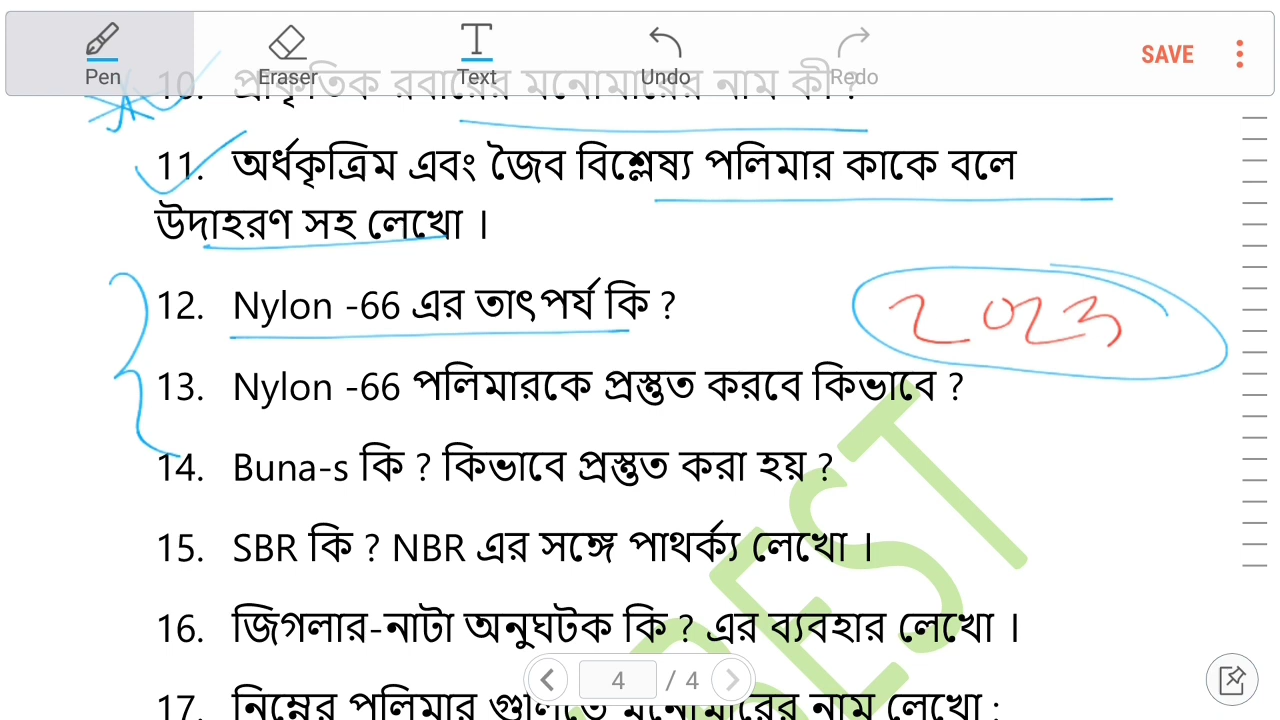 Pen Eraser Text Undo Redo SAVE
10. প্রাকৃতিক রবারের মনোমারের নাম কী ?
11. অর্ধকৃত্রিম এবং জৈব বিশ্লেষ্য পলিমার কাকে বলে
উদাহরণ সহ লেখো ।
12. Nylon -66 এর তাৎপর্য কি ?
2023
13. Nylon -66 পলিমারকে প্রস্তুত করবে কিভাবে ?
14. Buna-s কি ? কিভাবে প্রস্তুত করা হয় ?
15. SBR কি ? NBR এর সঙ্গে পাথর্ক্য লেখো ।
16. জিগলার-নাটা অনুঘটক কি ? এর ব্যবহার লেখো ।
4 / 4
17. নিম্নের পলিমার গুলিতে মনোমারের নাম লেখো :
BEST